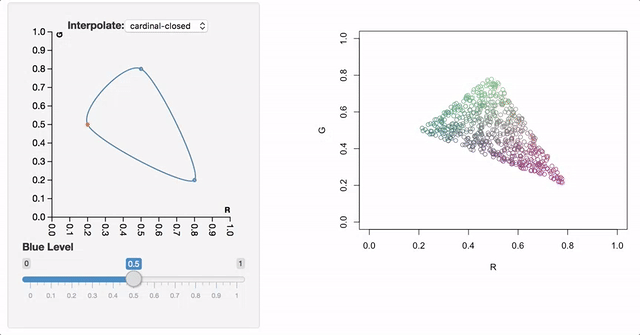 Interpolate: cardinal-closed
G
1.0
0.9
0.8
0.7
0.6
0.5
0.4
0.3
0.2
0.1
0.0
R
0.0 0.1 0.2 0.3 0.4 0.5 0.6 0.7 0.8 0.9 1.0
Blue Level
0 0.5 1
0 0.1 0.2 0.3 0.4 0.5 0.6 0.7 0.8 0.9 1
G
1.0
0.8
0.6
0.4
0.2
0.0
0.0 0.2 0.4 0.6 0.8 1.0
R